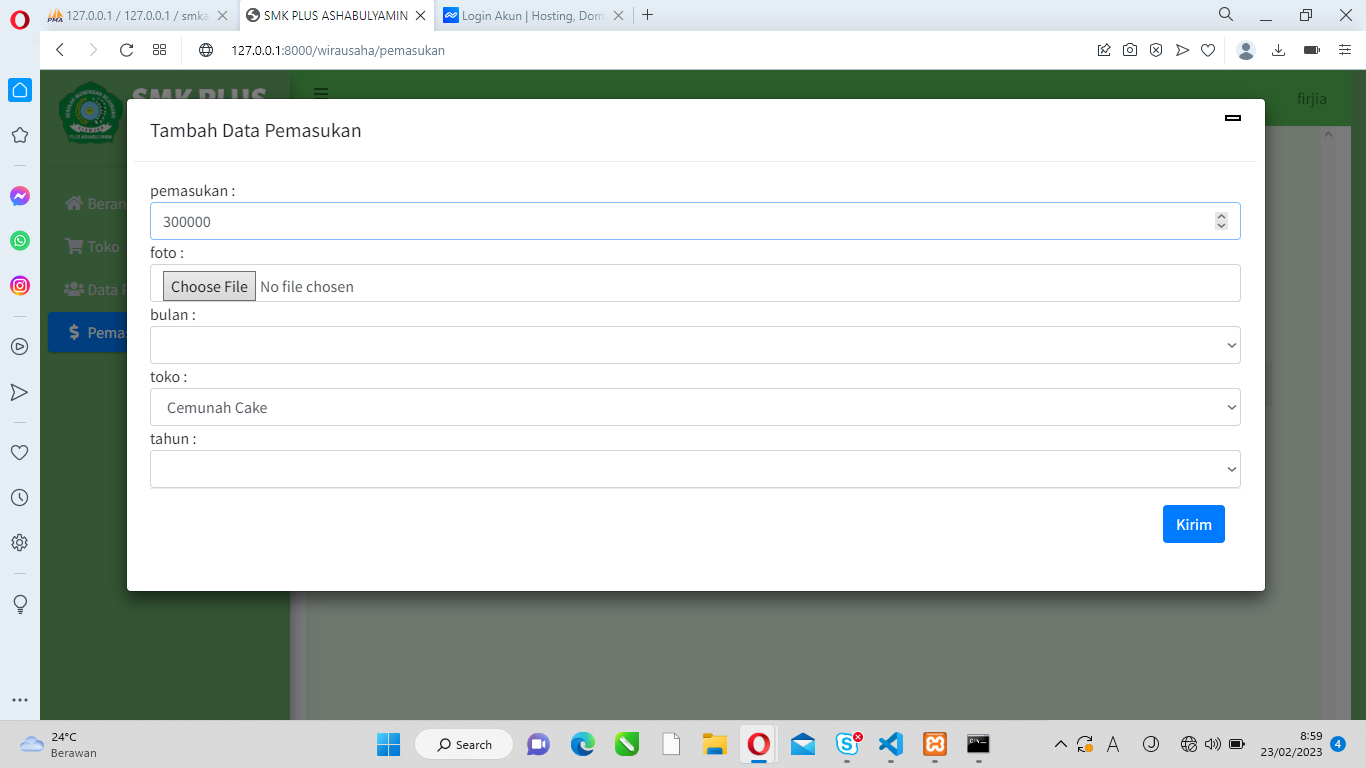 127.0.0.1 / 127.0.0.1 / smka
SMK PLUS ASHABULYAMIN
Login Akun | Hosting, Dom
127.0.0.1:8000/wirausaha/pemasukan
SMK PLUS
firjia
Tambah Data Pemasukan
pemasukan :
300000
foto :
Choose File No file chosen
bulan :
toko :
Cemunah Cake
tahun :
Kirim
Beran
Toko
Data P
$ Pemas
24°C
Berawan
Search
8:59
23/02/2023
4